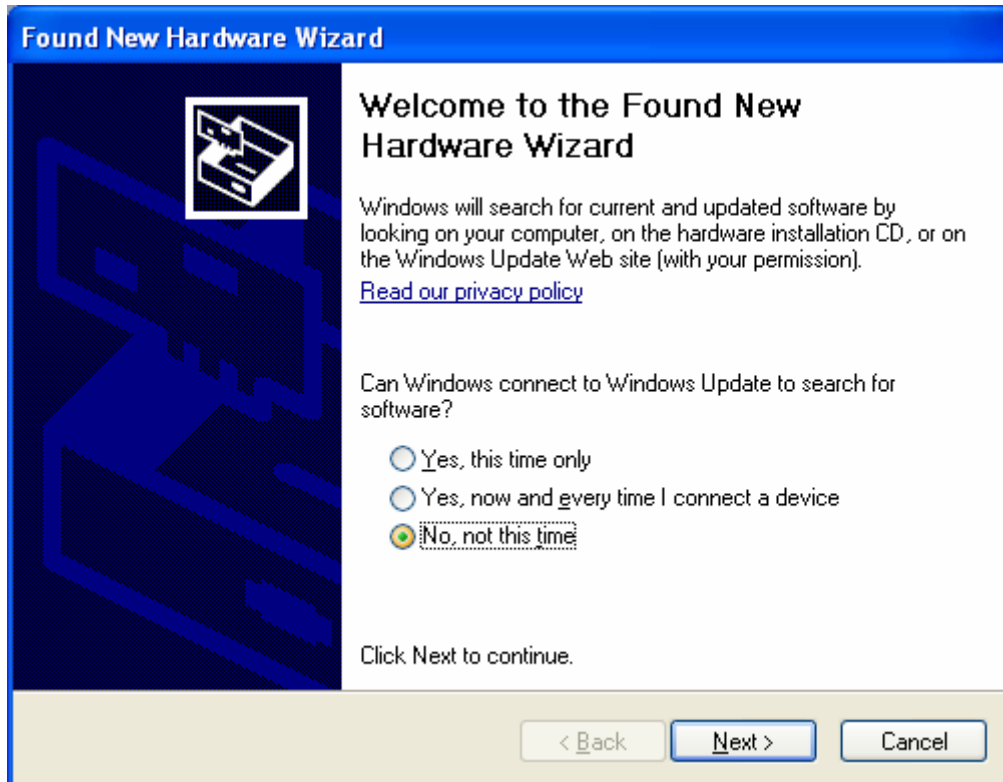 Found New Hardware Wizard
Welcome to the Found New
Hardware Wizard
Windows will search for current and updated software by
looking on your computer, on the hardware installation CD, or on
the Windows Update Web site (with your permission).
Read our privacy policy
Can Windows connect to Windows Update to search for
software?
Yes, this time only
Yes, now and every time I connect a device
No, not this time
Click Next to continue.
< Back Next > Cancel